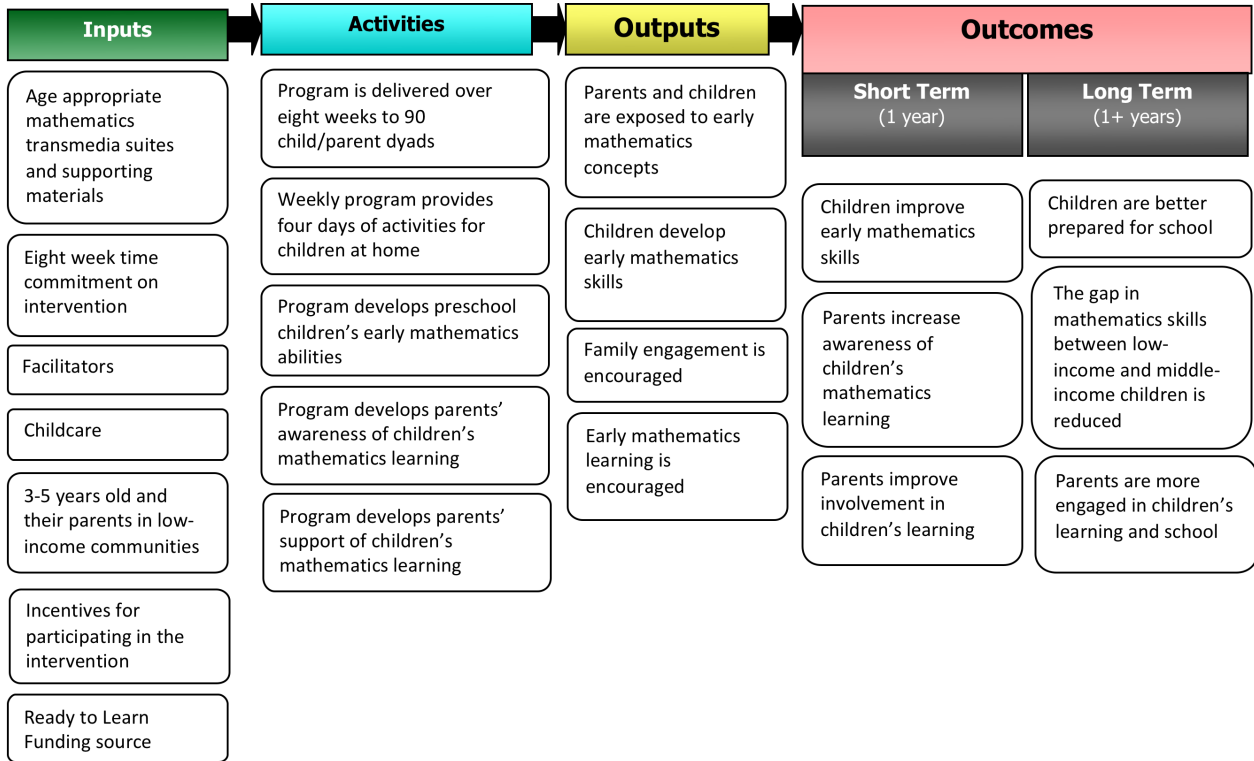 Inputs
Activities
Outputs
Outcomes
Short Term
(1 year)
Long Term
(1+ years)
Age appropriate
mathematics
transmedia suites
and supporting
materials
Eight week time
commitment on
intervention
Facilitators
Childcare
3-5 years old and
their parents in low-
income communities
Incentives for
participating in the
intervention
Ready to Learn
Funding source
Program is delivered over
eight weeks to 90
child/parent dyads
Weekly program provides
four days of activities for
children at home
Program develops preschool
children’s early mathematics
abilities
Program develops parents’
awareness of children’s
mathematics learning
Program develops parents’
support of children’s
mathematics learning
Parents and children
are exposed to early
mathematics
concepts
Children develop
early mathematics
skills
Family engagement is
encouraged
Early mathematics
learning is
encouraged
Children improve
early mathematics
skills
Parents increase
awareness of
children’s
mathematics
learning
Parents improve
involvement in
children’s learning
Children are better
prepared for school
The gap in
mathematics skills
between low-
income and middle-
income children is
reduced
Parents are more
engaged in children’s
learning and school